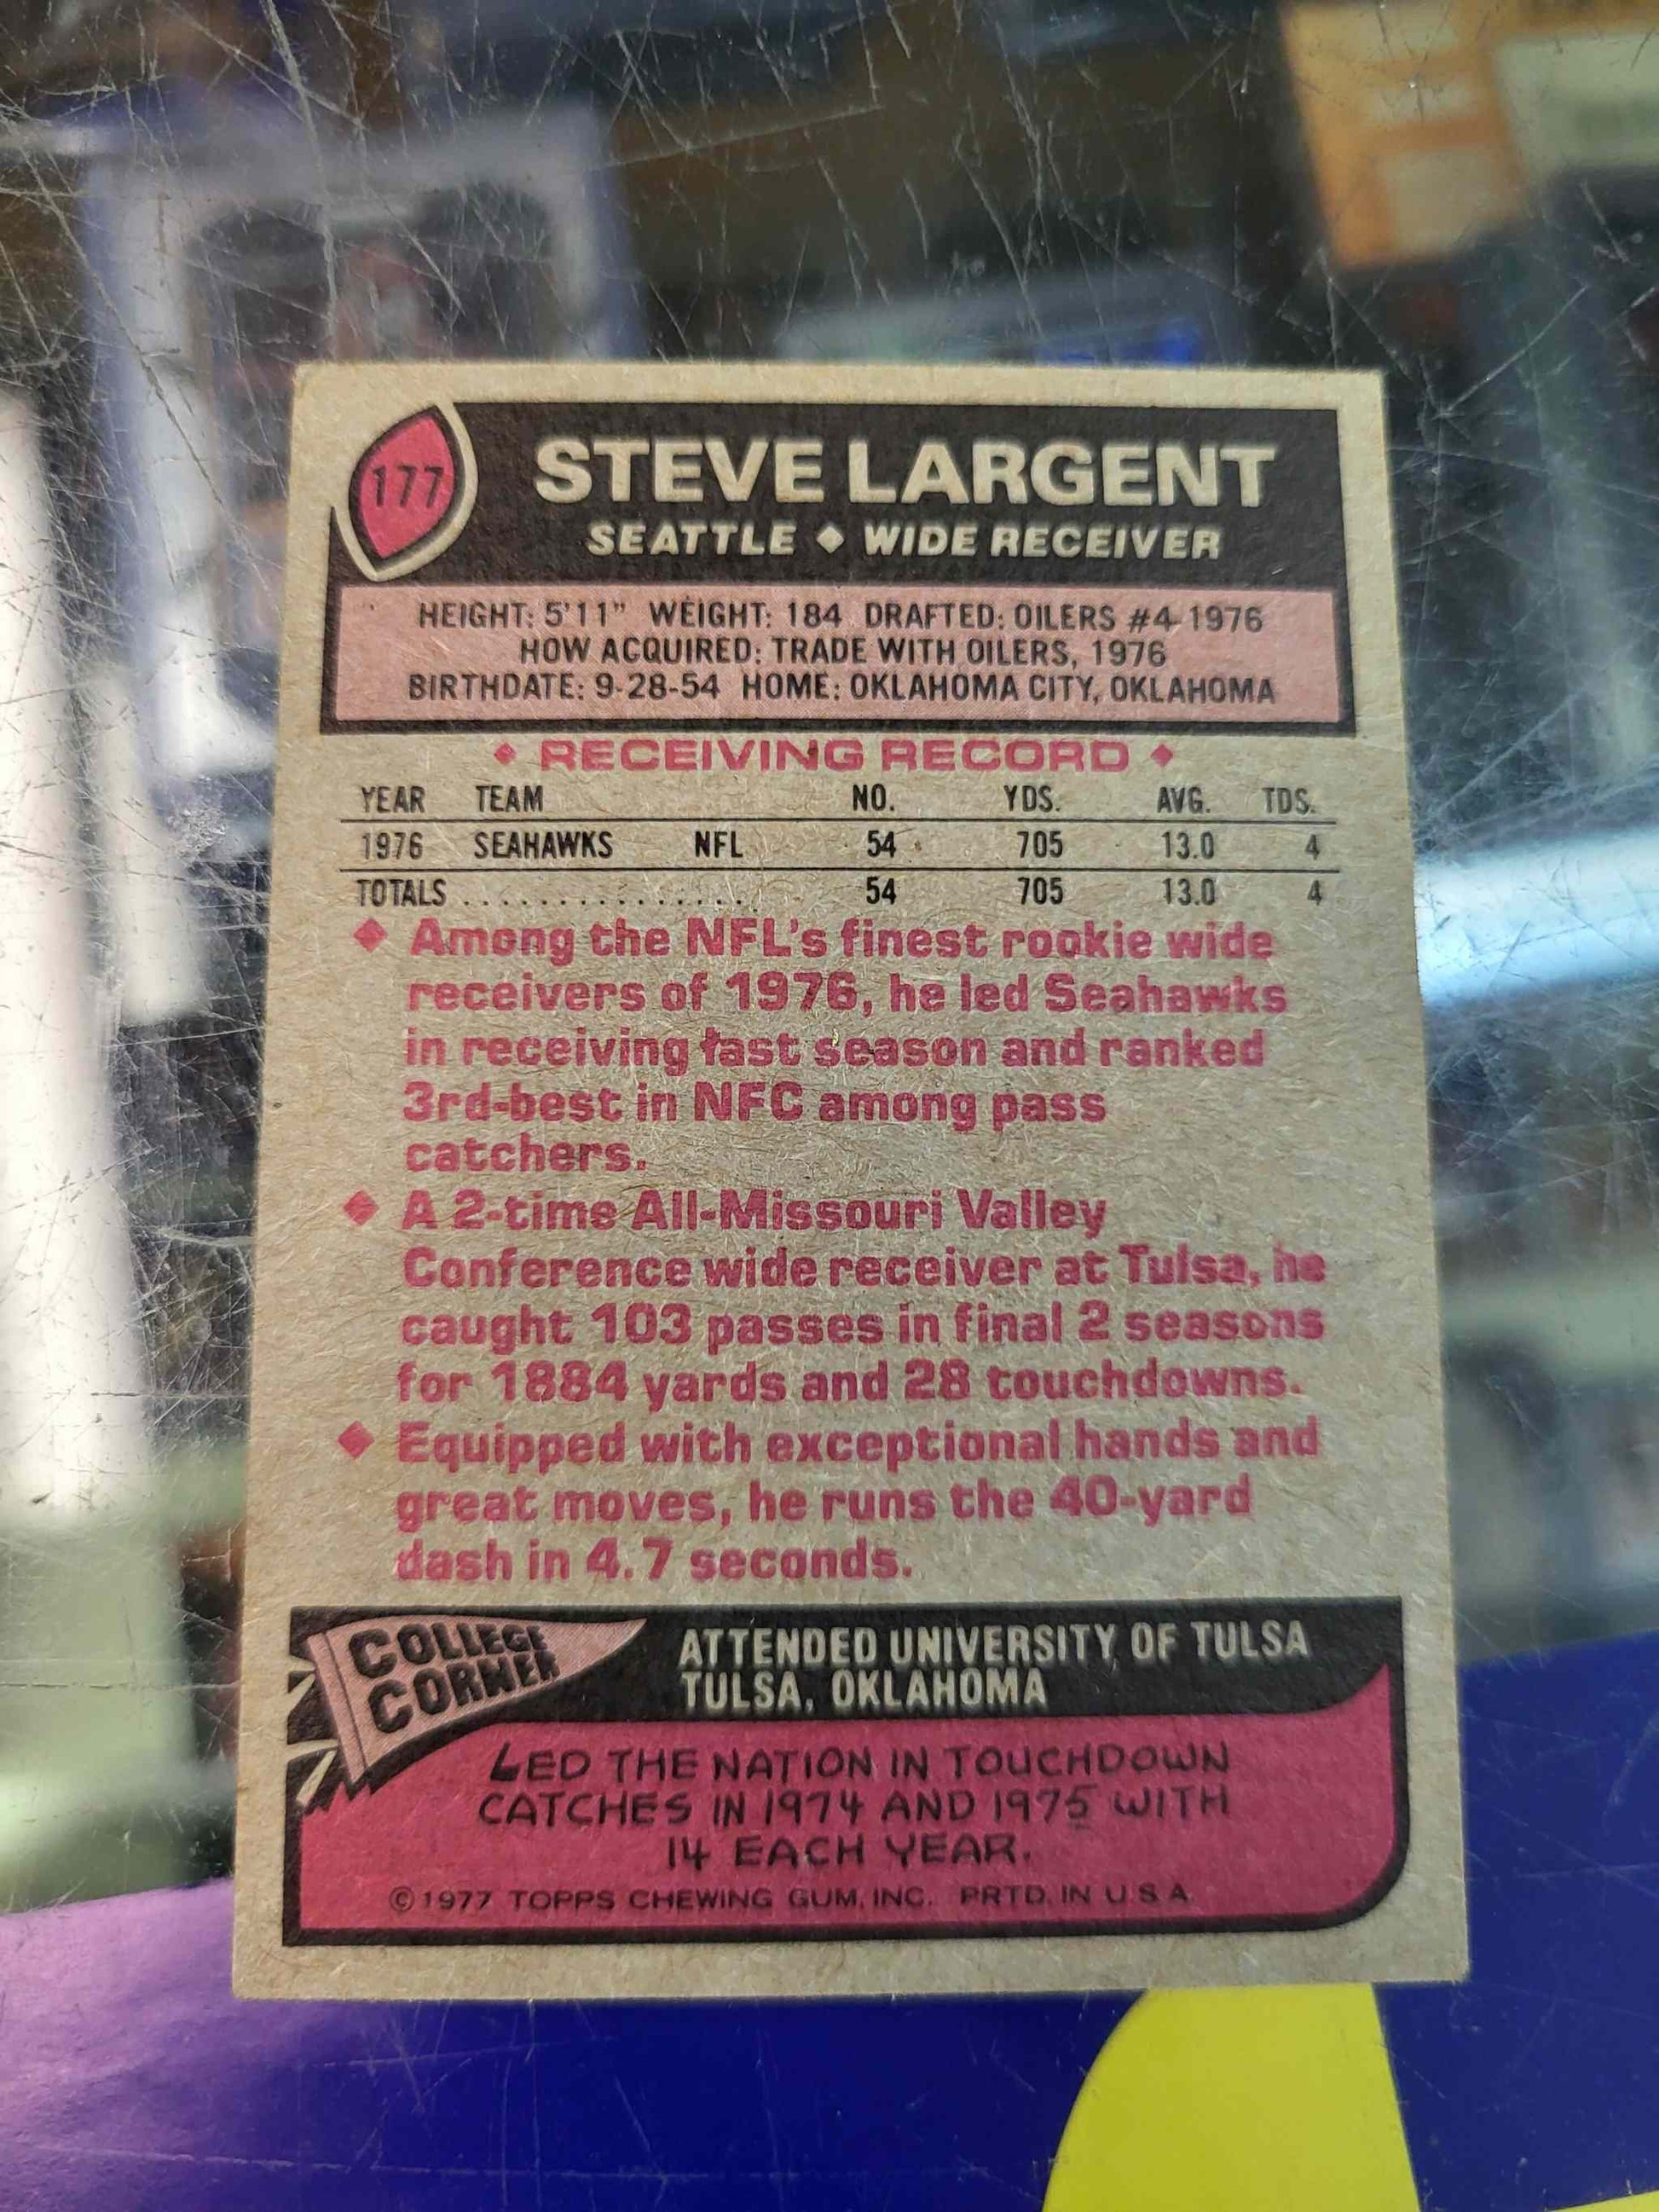 177
STEVE LARGENT
SEATTLE ◆ WIDE RECEIVER
HEIGHT: 5'11" WEIGHT: 184 DRAFTED: OILERS #4-1976
HOW ACQUIRED: TRADE WITH OILERS, 1976
BIRTHDATE: 9-28-54 HOME: OKLAHOMA CITY, OKLAHOMA
◆ RECEIVING RECORD ◆
YEAR TEAM NO. YDS. AVG. TDS.
1976 SEAHAWKS NFL 54 705 13.0 4
TOTALS ................ 54 705 13.0 4
◆ Among the NFL's finest rookie wide
receivers of 1976, he led Seahawks
in receiving last season and ranked
3rd-best in NFC among pass
catchers.
◆ A 2-time All-Missouri Valley
Conference wide receiver at Tulsa, he
caught 103 passes in final 2 seasons
for 1884 yards and 28 touchdowns.
◆ Equipped with exceptional hands and
great moves, he runs the 40-yard
dash in 4.7 seconds.
COLLEGE
CORNER
ATTENDED UNIVERSITY OF TULSA
TULSA, OKLAHOMA
LED THE NATION IN TOUCHDOWN
CATCHES IN 1974 AND 1975 WITH
14 EACH YEAR.
© 1977 TOPPS CHEWING GUM, INC. PRTD. IN U.S.A.